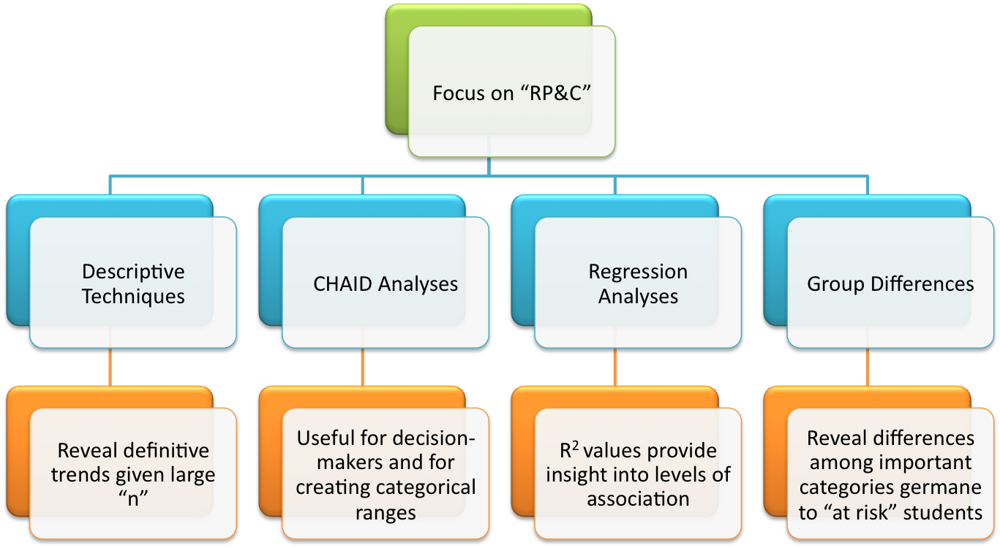 Focus on “RP&C”
Descriptive
Techniques
CHAID Analyses
Regression
Analyses
Group Differences
Reveal definitive
trends given large
“n”
Useful for decision-
makers and for
creating categorical
ranges
R² values provide
insight into levels of
association
Reveal differences
among important
categories germane
to “at risk” students